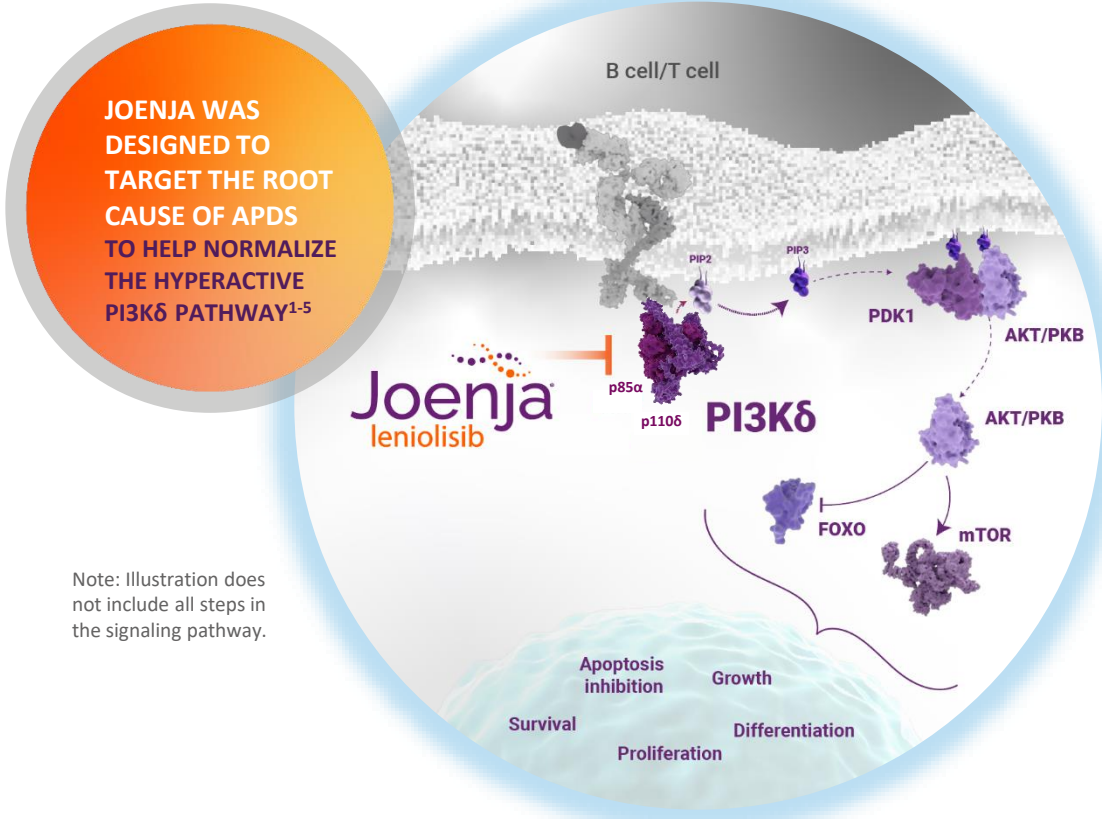 JOENJA WAS
DESIGNED TO
TARGET THE ROOT
CAUSE OF APDS
TO HELP NORMALIZE
THE HYPERACTIVE
PI3Kδ PATHWAY¹⁻⁵
B cell/T cell
PIP2
PIP3
PDK1
AKT/PKB
Joenja®
leniolisib
p85α
p110δ
PI3Kδ
AKT/PKB
FOXO
mTOR
Note: Illustration does
not include all steps in
the signaling pathway.
Apoptosis
inhibition
Growth
Survival
Differentiation
Proliferation